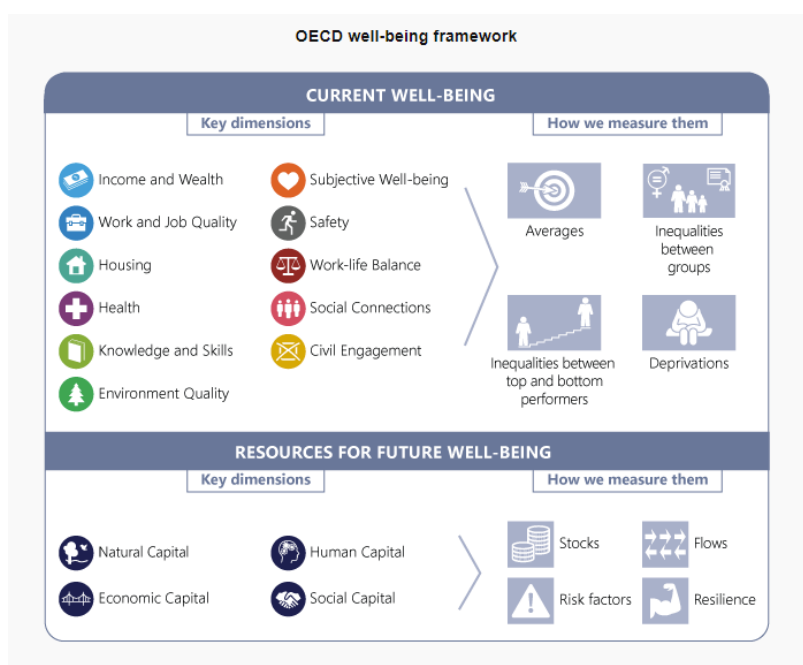 OECD well-being framework
CURRENT WELL-BEING
Key dimensions
How we measure them
Income and Wealth
Work and Job Quality
Housing
Health
Knowledge and Skills
Environment Quality
Subjective Well-being
Safety
Work-life Balance
Social Connections
Civil Engagement
Averages
Inequalities
between
groups
Inequalities between
top and bottom
performers
Deprivations
RESOURCES FOR FUTURE WELL-BEING
Key dimensions
How we measure them
Natural Capital
Economic Capital
Human Capital
Social Capital
Stocks
Flows
Risk factors
Resilience